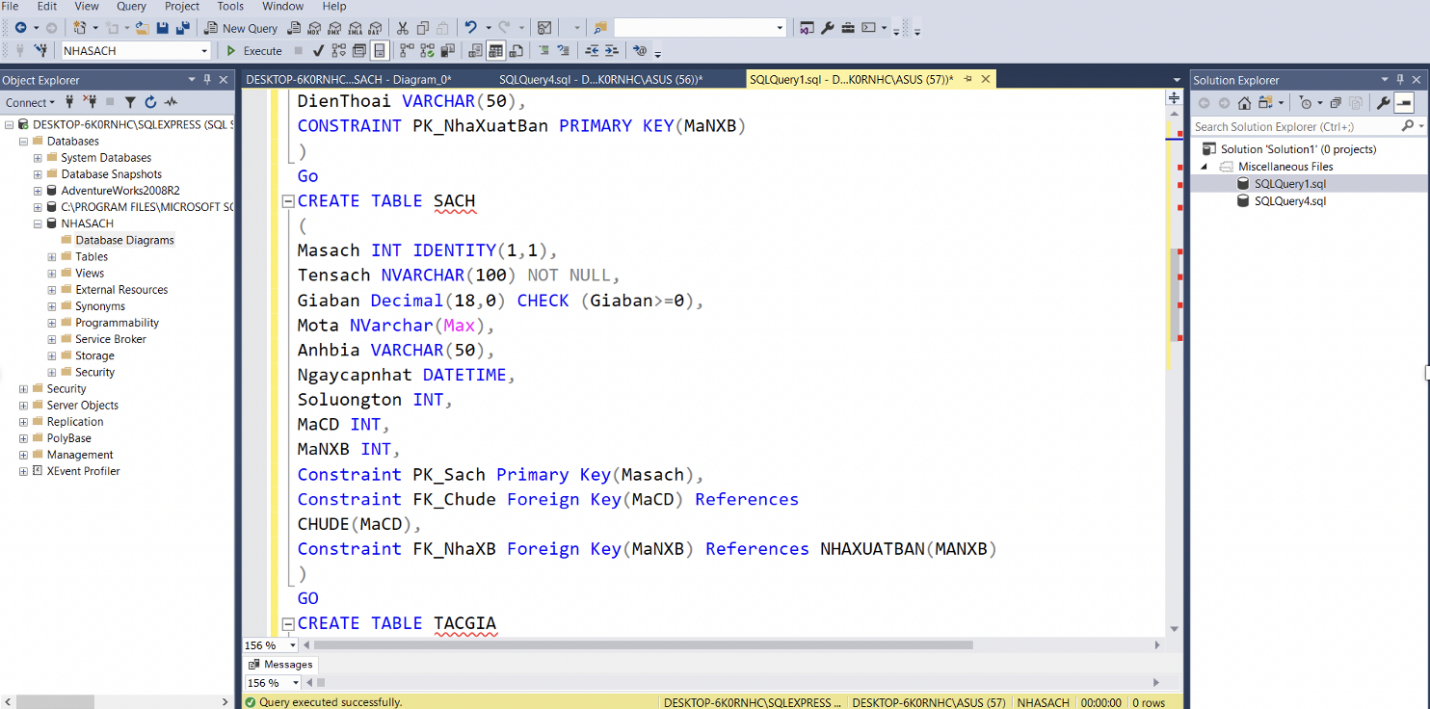 File Edit View Query Project Tools Window Help
New Query MDX DMX XMLA DAX
NHASACH Execute
Object Explorer
Connect
DESKTOP-6K0RNHC\SQLEXPRESS (SQL S
Databases
System Databases
Database Snapshots
AdventureWorks2008R2
C:\PROGRAM FILES\MICROSOFT SQ
NHASACH
Database Diagrams
Tables
Views
External Resources
Synonyms
Programmability
Service Broker
Storage
Security
Security
Server Objects
Replication
PolyBase
Management
XEvent Profiler
DESKTOP-6K0RNHC...SACH - Diagram_0* SQLQuery4.sql - D...K0RNHC\ASUS (56))* SQLQuery1.sql - D...K0RNHC\ASUS (57))*
DienThoai VARCHAR(50),
CONSTRAINT PK_NhaXuatBan PRIMARY KEY(MaNXB)
)
Go
CREATE TABLE SACH
(
Masach INT IDENTITY(1,1),
Tensach NVARCHAR(100) NOT NULL,
Giaban Decimal(18,0) CHECK (Giaban>=0),
Mota NVarchar(Max),
Anhbia VARCHAR(50),
Ngaycapnhat DATETIME,
Soluongton INT,
MaCD INT,
MaNXB INT,
Constraint PK_Sach Primary Key(Masach),
Constraint FK_Chude Foreign Key(MaCD) References
CHUDE(MaCD),
Constraint FK_NhaXB Foreign Key(MaNXB) References NHAXUATBAN(MANXB)
)
GO
CREATE TABLE TACGIA
156 %
Messages
156 %
Query executed successfully. DESKTOP-6K0RNHC\SQLEXPRESS ... DESKTOP-6K0RNHC\ASUS (57) NHASACH 00:00:00 0 rows
Solution Explorer
Search Solution Explorer (Ctrl+;)
Solution 'Solution1' (0 projects)
Miscellaneous Files
SQLQuery1.sql
SQLQuery4.sql